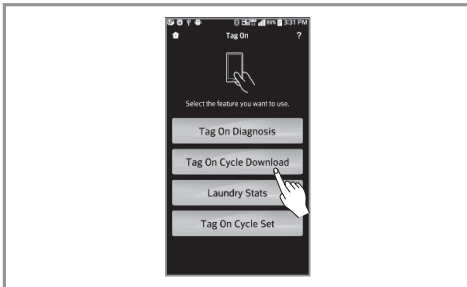 85% 3:31 PM
Tag On ?
Select the feature you want to use.
Tag On Diagnosis
Tag On Cycle Download
Laundry Stats
Tag On Cycle Set